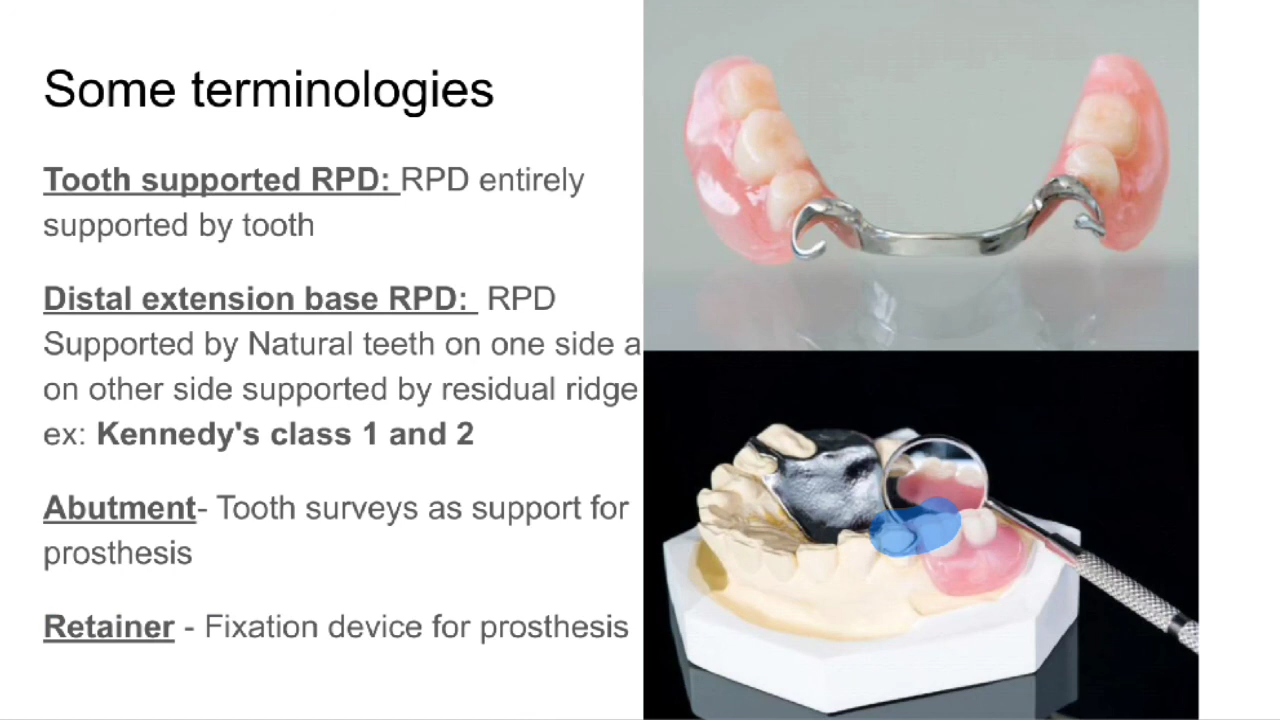 Some terminologies
Tooth supported RPD: RPD entirely
supported by tooth
Distal extension base RPD: RPD
Supported by Natural teeth on one side a
on other side supported by residual ridge
ex: Kennedy's class 1 and 2
Abutment- Tooth surveys as support for
prosthesis
Retainer - Fixation device for prosthesis